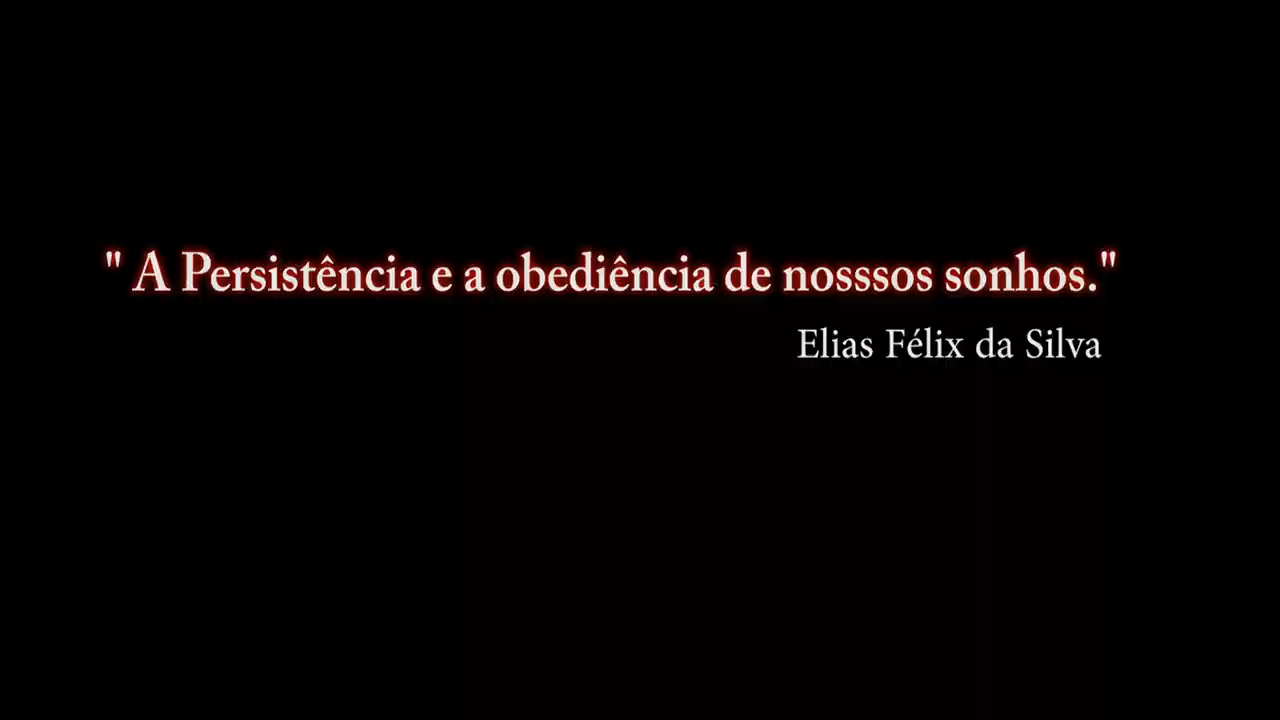 " A Persistência e a obediência de nosssos sonhos."
Elias Félix da Silva